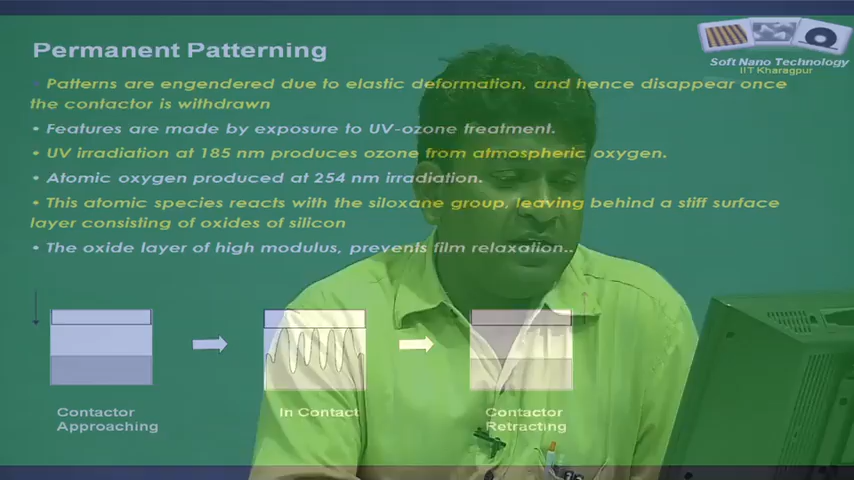 Permanent Patterning
Soft Nano Technology
IIT Kharagpur
• Patterns are engendered due to elastic deformation, and hence disappear once
the contactor is withdrawn
• Features are made by exposure to UV-ozone treatment.
• UV irradiation at 185 nm produces ozone from atmospheric oxygen.
• Atomic oxygen produced at 254 nm irradiation.
• This atomic species reacts with the siloxane group, leaving behind a stiff surface
layer consisting of oxides of silicon
• The oxide layer of high modulus, prevents film relaxation..
Contactor
Approaching
In Contact
Contactor
Retracting